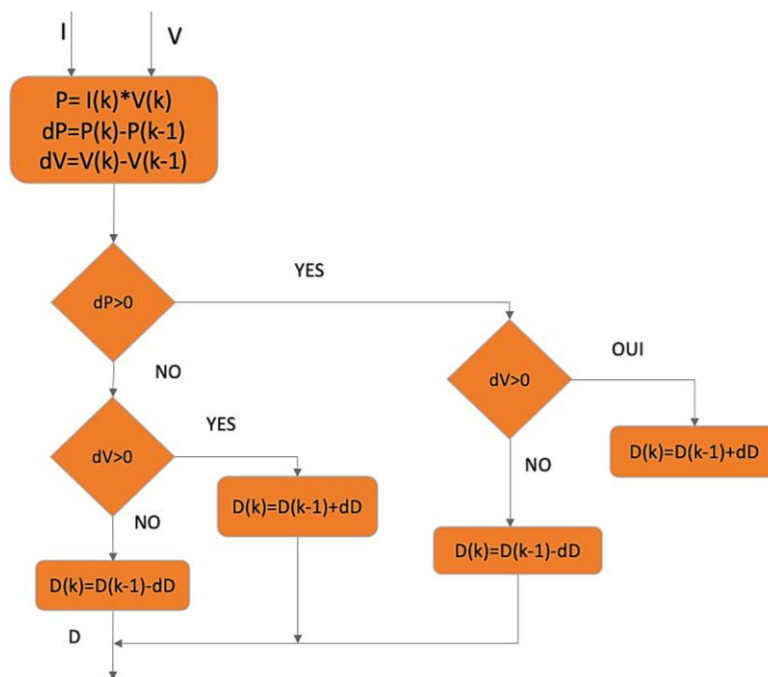 I
V
P= I(k)*V(k)
dP=P(k)-P(k-1)
dV=V(k)-V(k-1)
YES
dP>0
NO
dV>0
OUI
YES
dV>0
D(k)=D(k-1)+dD
NO
D(k)=D(k-1)+dD
NO
D(k)=D(k-1)-dD
D(k)=D(k-1)-dD
D